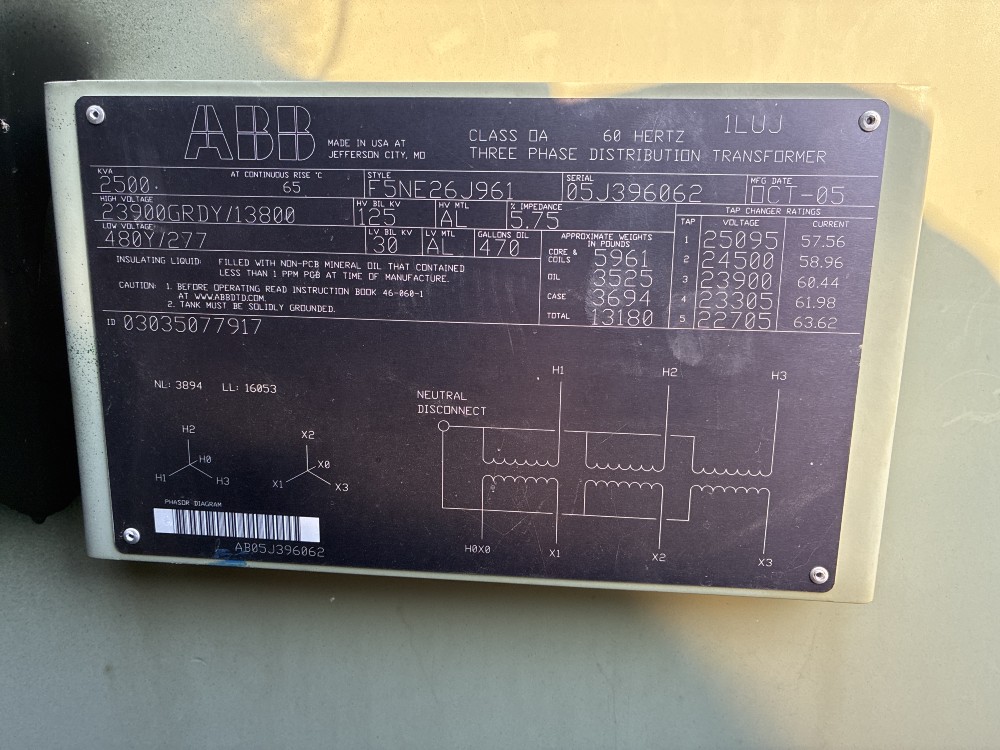 ABB
MADE IN USA AT
JEFFERSON CITY, MO
CLASS OA 60 HERTZ 1LUJ
THREE PHASE DISTRIBUTION TRANSFORMER
KVA 2500. AT CONTINUOUS RISE °C 65 STYLE F5NE26J961 SERIAL 05J396062 MFG DATE OCT-05
HIGH VOLTAGE 23900GRDY/13800 HV BIL KV 125 HV MTL AL % IMPEDANCE 5.75
LOW VOLTAGE 480Y/277 LV BIL KV 30 LV MTL AL GALLONS OIL 470
INSULATING LIQUID: FILLED WITH NON-PCB MINERAL OIL THAT CONTAINED
LESS THAN 1 PPM PCB AT TIME OF MANUFACTURE.
CAUTION: 1. BEFORE OPERATING READ INSTRUCTION BOOK 46-060-1
AT WWW.ABBDTD.COM.
2. TANK MUST BE SOLIDLY GROUNDED.
ID 03035077917
APPROXIMATE WEIGHTS
IN POUNDS
CORE & COILS 5961
OIL 3525
CASE 3694
TOTAL 13180
TAP CHANGER RATINGS
TAP VOLTAGE CURRENT
1 25095 57.56
2 24500 58.96
3 23900 60.44
4 23305 61.98
5 22705 63.62
NL: 3894 LL: 16053
H2
H0
H1 H3
X2
X0
X1 X3
PHASOR DIAGRAM
AB05J396062
NEUTRAL
DISCONNECT
H1 H2 H3
H0X0 X1 X2 X3